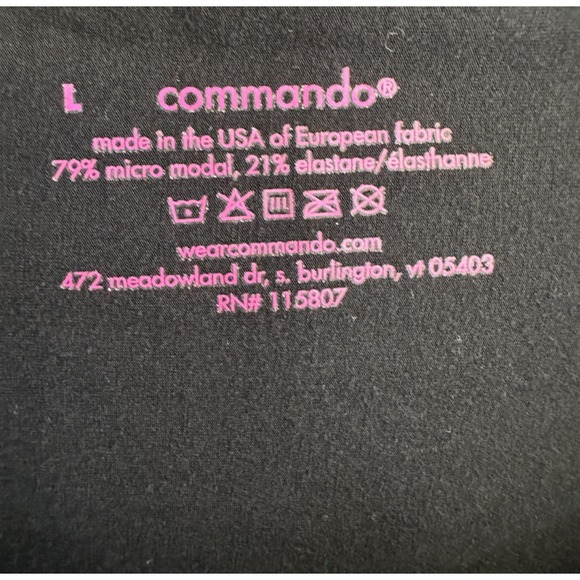 L commando®
made in the USA of European fabric
79% micro modal, 21% elastane/élasthanne
wearcommando.com
472 meadowland dr, s. burlington, vt 05403
RN# 115807